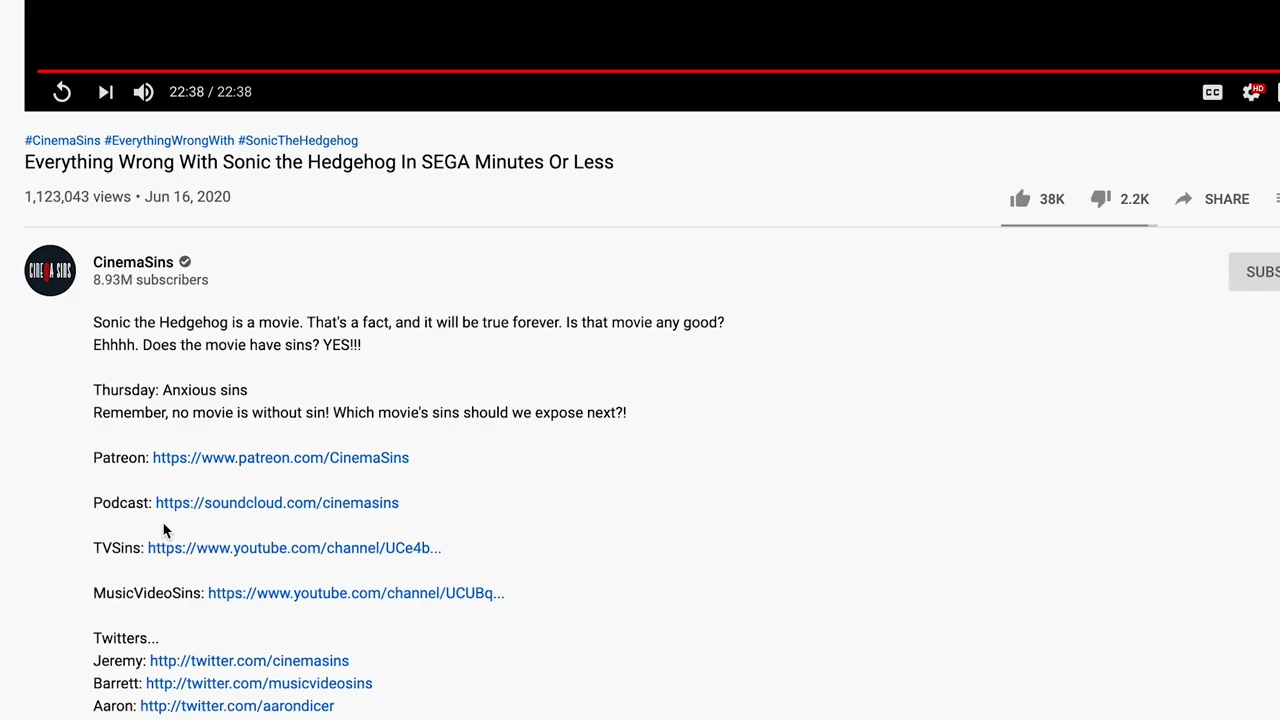 22:38 / 22:38
CC
HD
#CinemaSins #EverythingWrongWith #SonicTheHedgehog
Everything Wrong With Sonic the Hedgehog In SEGA Minutes Or Less
1,123,043 views • Jun 16, 2020
38K 2.2K SHARE
CINEMA SINS
CinemaSins
8.93M subscribers
SUBS
Sonic the Hedgehog is a movie. That's a fact, and it will be true forever. Is that movie any good?
Ehhhh. Does the movie have sins? YES!!!
Thursday: Anxious sins
Remember, no movie is without sin! Which movie's sins should we expose next?!
Patreon: https://www.patreon.com/CinemaSins
Podcast: https://soundcloud.com/cinemasins
TVSins: https://www.youtube.com/channel/UCe4b...
MusicVideoSins: https://www.youtube.com/channel/UCUBq...
Twitters...
Jeremy: http://twitter.com/cinemasins
Barrett: http://twitter.com/musicvideosins
Aaron: http://twitter.com/aarondicer